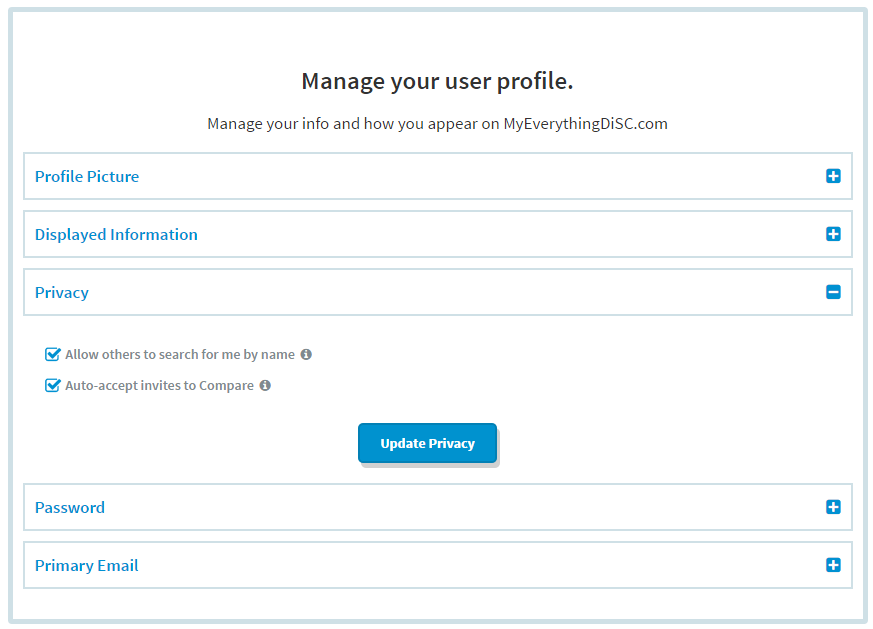 Manage your user profile.
Manage your info and how you appear on MyEverythingDiSC.com
Profile Picture
Displayed Information
Privacy
Allow others to search for me by name
Auto-accept invites to Compare
Update Privacy
Password
Primary Email